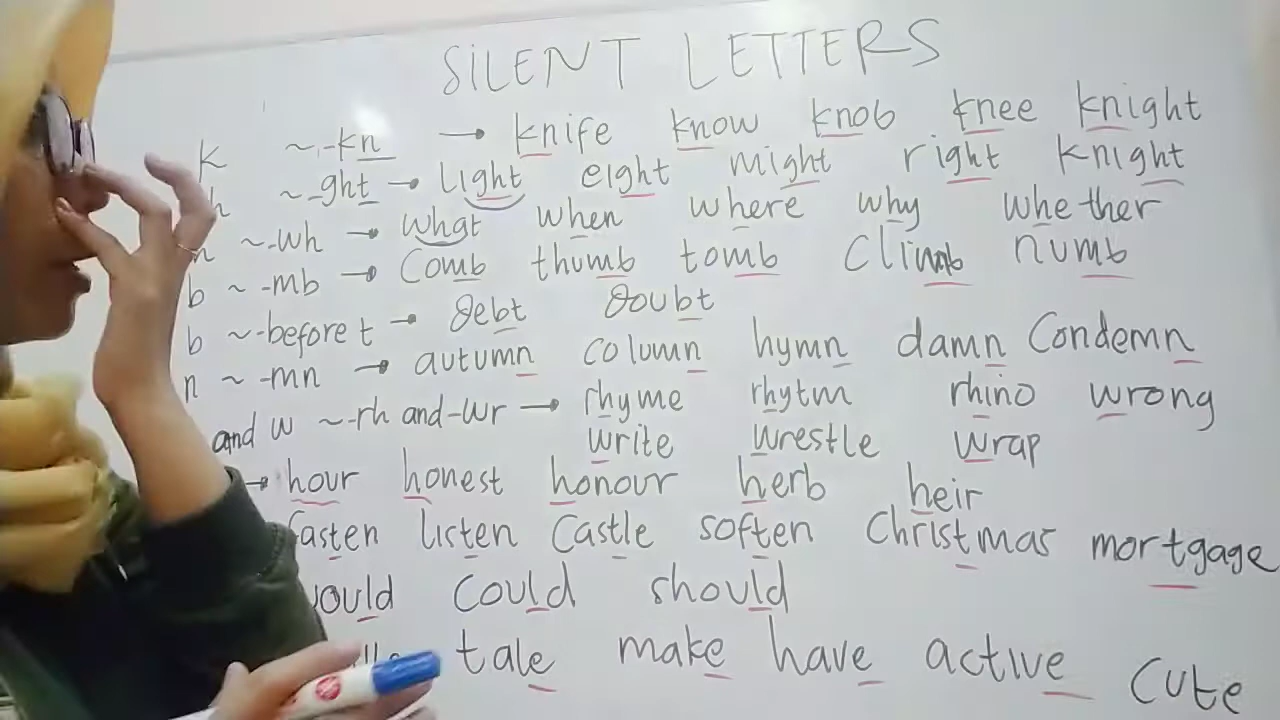 SILENT LETTERS
K ~ -kn → knife know knob knee knight
h ~ -ght → Light eight might right Knight
~ -wh → what when where why whether
b ~ -mb → comb thumb tomb climb numb
b ~ -before t → debt doubt
n ~ -mn → autumn column hymn damn Condemn
and w ~ -rh and -wr → rhyme rhytm rhino wrong
write wrestle wrap
→ hour honest honour herb heir
fasten listen castle soften Christmas mortgage
would could should
tale make have active cute